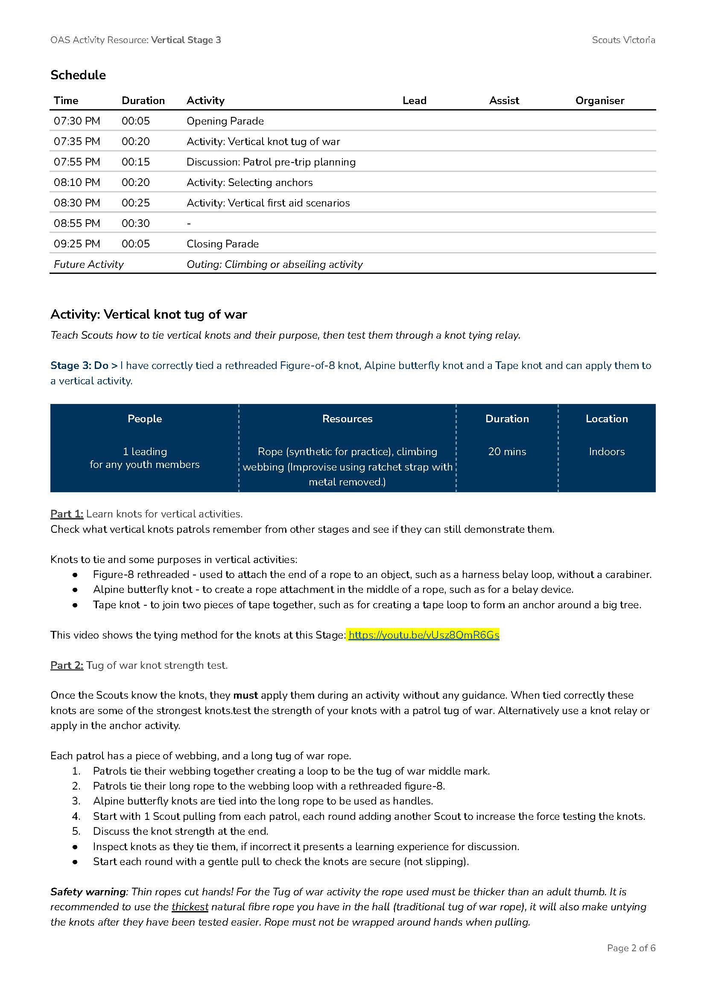 OAS Activity Resource: Vertical Stage 3 Scouts Victoria
Schedule
Time Duration Activity Lead Assist Organiser
07:30 PM 00:05 Opening Parade
07:35 PM 00:20 Activity: Vertical knot tug of war
07:55 PM 00:15 Discussion: Patrol pre-trip planning
08:10 PM 00:20 Activity: Selecting anchors
08:30 PM 00:25 Activity: Vertical first aid scenarios
08:55 PM 00:30 -
09:25 PM 00:05 Closing Parade
Future Activity Outing: Climbing or abseiling activity
Activity: Vertical knot tug of war
Teach Scouts how to tie vertical knots and their purpose, then test them through a knot tying relay.
Stage 3: Do > I have correctly tied a rethreaded Figure-of-8 knot, Alpine butterfly knot and a Tape knot and can apply them to
a vertical activity.
People Resources Duration Location
1 leading Rope (synthetic for practice), climbing 20 mins Indoors
for any youth members webbing (Improvise using ratchet strap with
metal removed.)
Part 1: Learn knots for vertical activities.
Check what vertical knots patrols remember from other stages and see if they can still demonstrate them.
Knots to tie and some purposes in vertical activities:
● Figure-8 rethreaded - used to attach the end of a rope to an object, such as a harness belay loop, without a carabiner.
● Alpine butterfly knot - to create a rope attachment in the middle of a rope, such as for a belay device.
● Tape knot - to join two pieces of tape together, such as for creating a tape loop to form an anchor around a big tree.
This video shows the tying method for the knots at this Stage: https://youtu.be/vUsz8QmR6Gs
Part 2: Tug of war knot strength test.
Once the Scouts know the knots, they must apply them during an activity without any guidance. When tied correctly these
knots are some of the strongest knots.test the strength of your knots with a patrol tug of war. Alternatively use a knot relay or
apply in the anchor activity.
Each patrol has a piece of webbing, and a long tug of war rope.
1. Patrols tie their webbing together creating a loop to be the tug of war middle mark.
2. Patrols tie their long rope to the webbing loop with a rethreaded figure-8.
3. Alpine butterfly knots are tied into the long rope to be used as handles.
4. Start with 1 Scout pulling from each patrol, each round adding another Scout to increase the force testing the knots.
5. Discuss the knot strength at the end.
● Inspect knots as they tie them, if incorrect it presents a learning experience for discussion.
● Start each round with a gentle pull to check the knots are secure (not slipping).
Safety warning: Thin ropes cut hands! For the Tug of war activity the rope used must be thicker than an adult thumb. It is
recommended to use the thickest natural fibre rope you have in the hall (traditional tug of war rope), it will also make untying
the knots after they have been tested easier. Rope must not be wrapped around hands when pulling.
Page 2 of 6